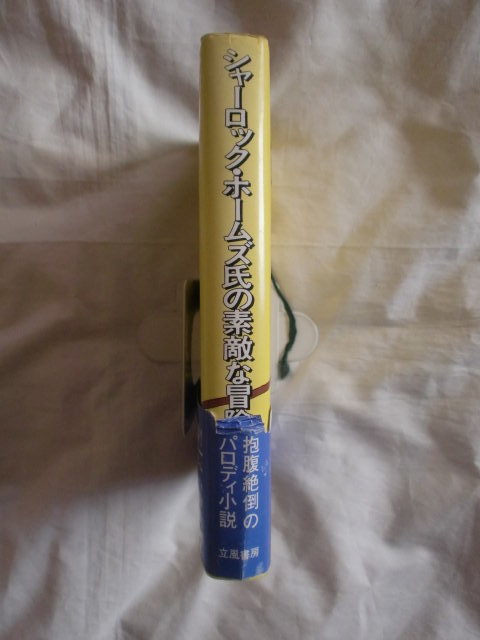 シャーロック・ホームズ氏の素敵な冒険
抱腹絶倒の
パロディ小説
立風書房